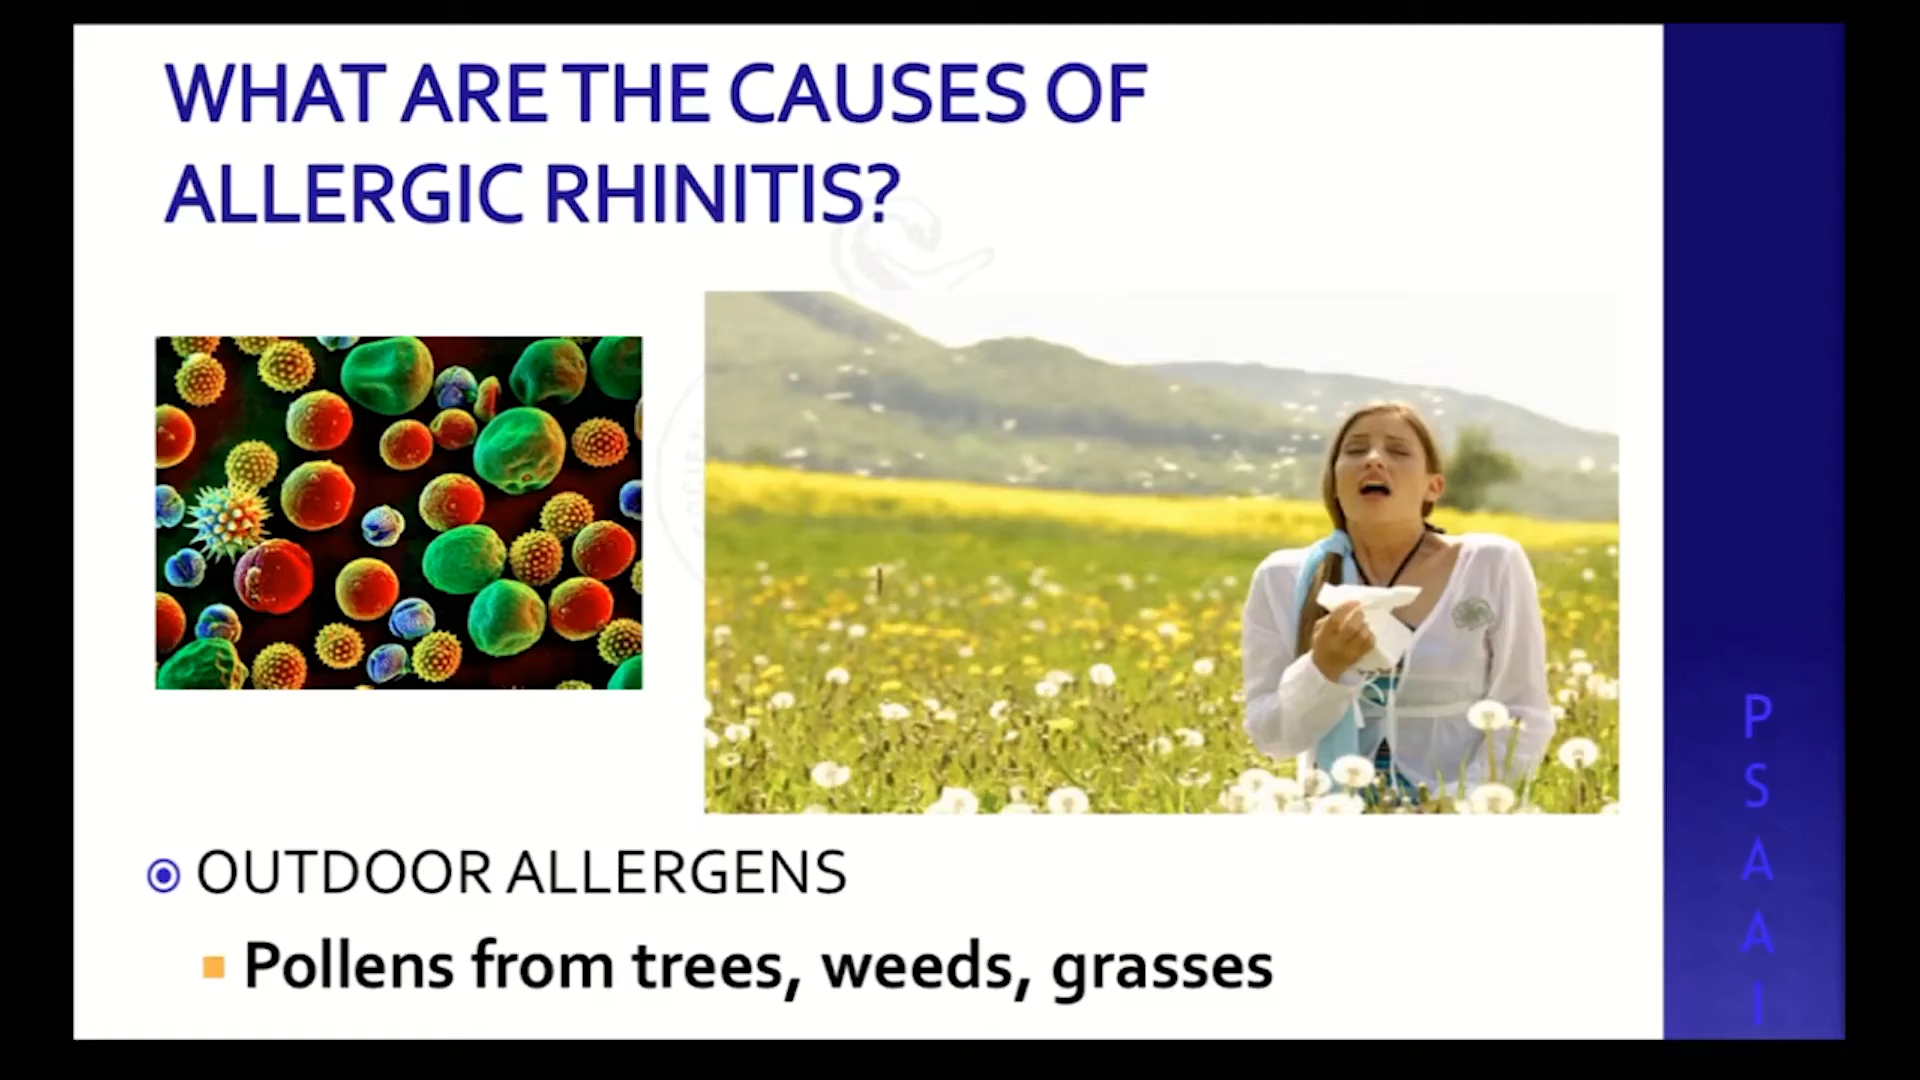 WHAT ARE THE CAUSES OF
ALLERGIC RHINITIS?
OUTDOOR ALLERGENS
Pollens from trees, weeds, grasses
P
S
A
A
I